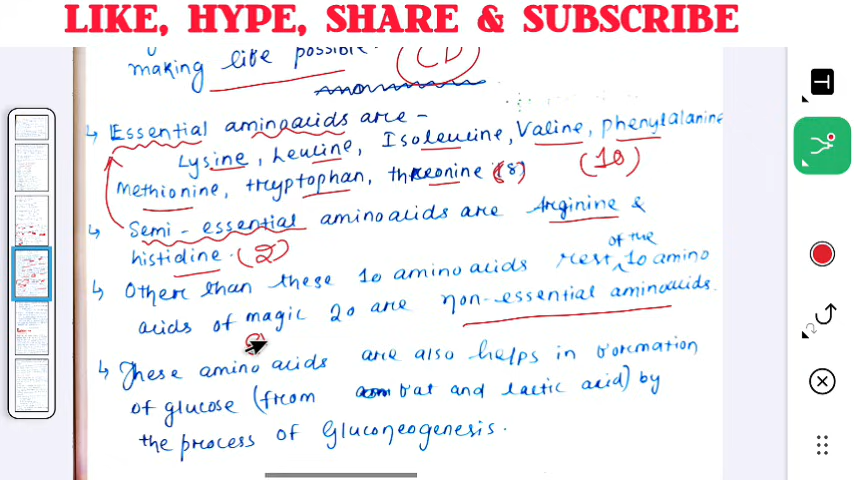 LIKE, HYPE, SHARE & SUBSCRIBE
making life possible.
↳ Essential aminoacids are -
Lysine, Leucine, Isoleucine, Valine, phenylalanine
Methionine, tryptophan, threonine (8) (10)
↳ Semi-essential aminoacids are Arginine &
histidine. (2)
of the
↳ Other than these 10 amino acids rest 10 amino
acids of magic 20 are non-essential aminoacids.
↳ These amino acids are also helps in formation
of glucose (from fat and lactic acid) by
the process of Gluconeogenesis.
T
2